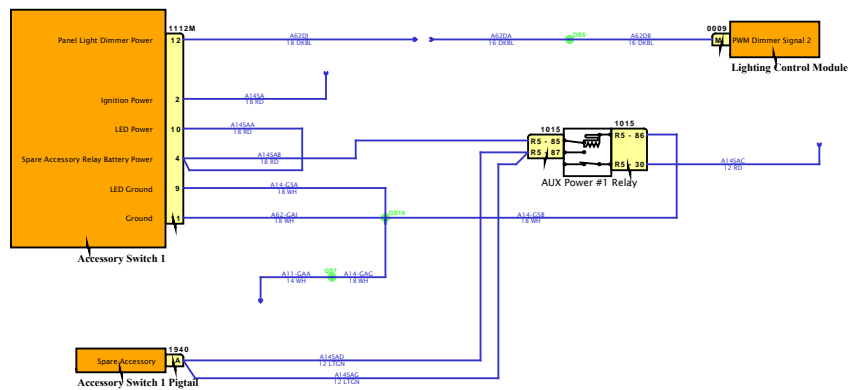 1112M
Panel Light Dimmer Power 12
A62DJ
18 DKBL
A62DA
16 DKBL
D85
A62DB
16 DKBL
0009
M PWM Dimmer Signal 2
Lighting Control Module
Ignition Power 2
A14SA
18 RD
LED Power 10
A14SAA
18 RD
Spare Accessory Relay Battery Power 4
A14SAB
18 RD
1015
R5 - 85
R5 - 87
1015
R5 - 86
R5 - 30
A14SAC
12 RD
AUX Power #1 Relay
LED Ground 9
A14-GSA
18 WH
Ground 1
A62-GAI
18 WH
GS18
A14-GSB
18 WH
Accessory Switch 1
A11-GAA
14 WH
GS7
A14-GAG
18 WH
1940
Spare Accessory A
A14SAD
12 LTGN
A14SAG
12 LTGN
Accessory Switch 1 Pigtail